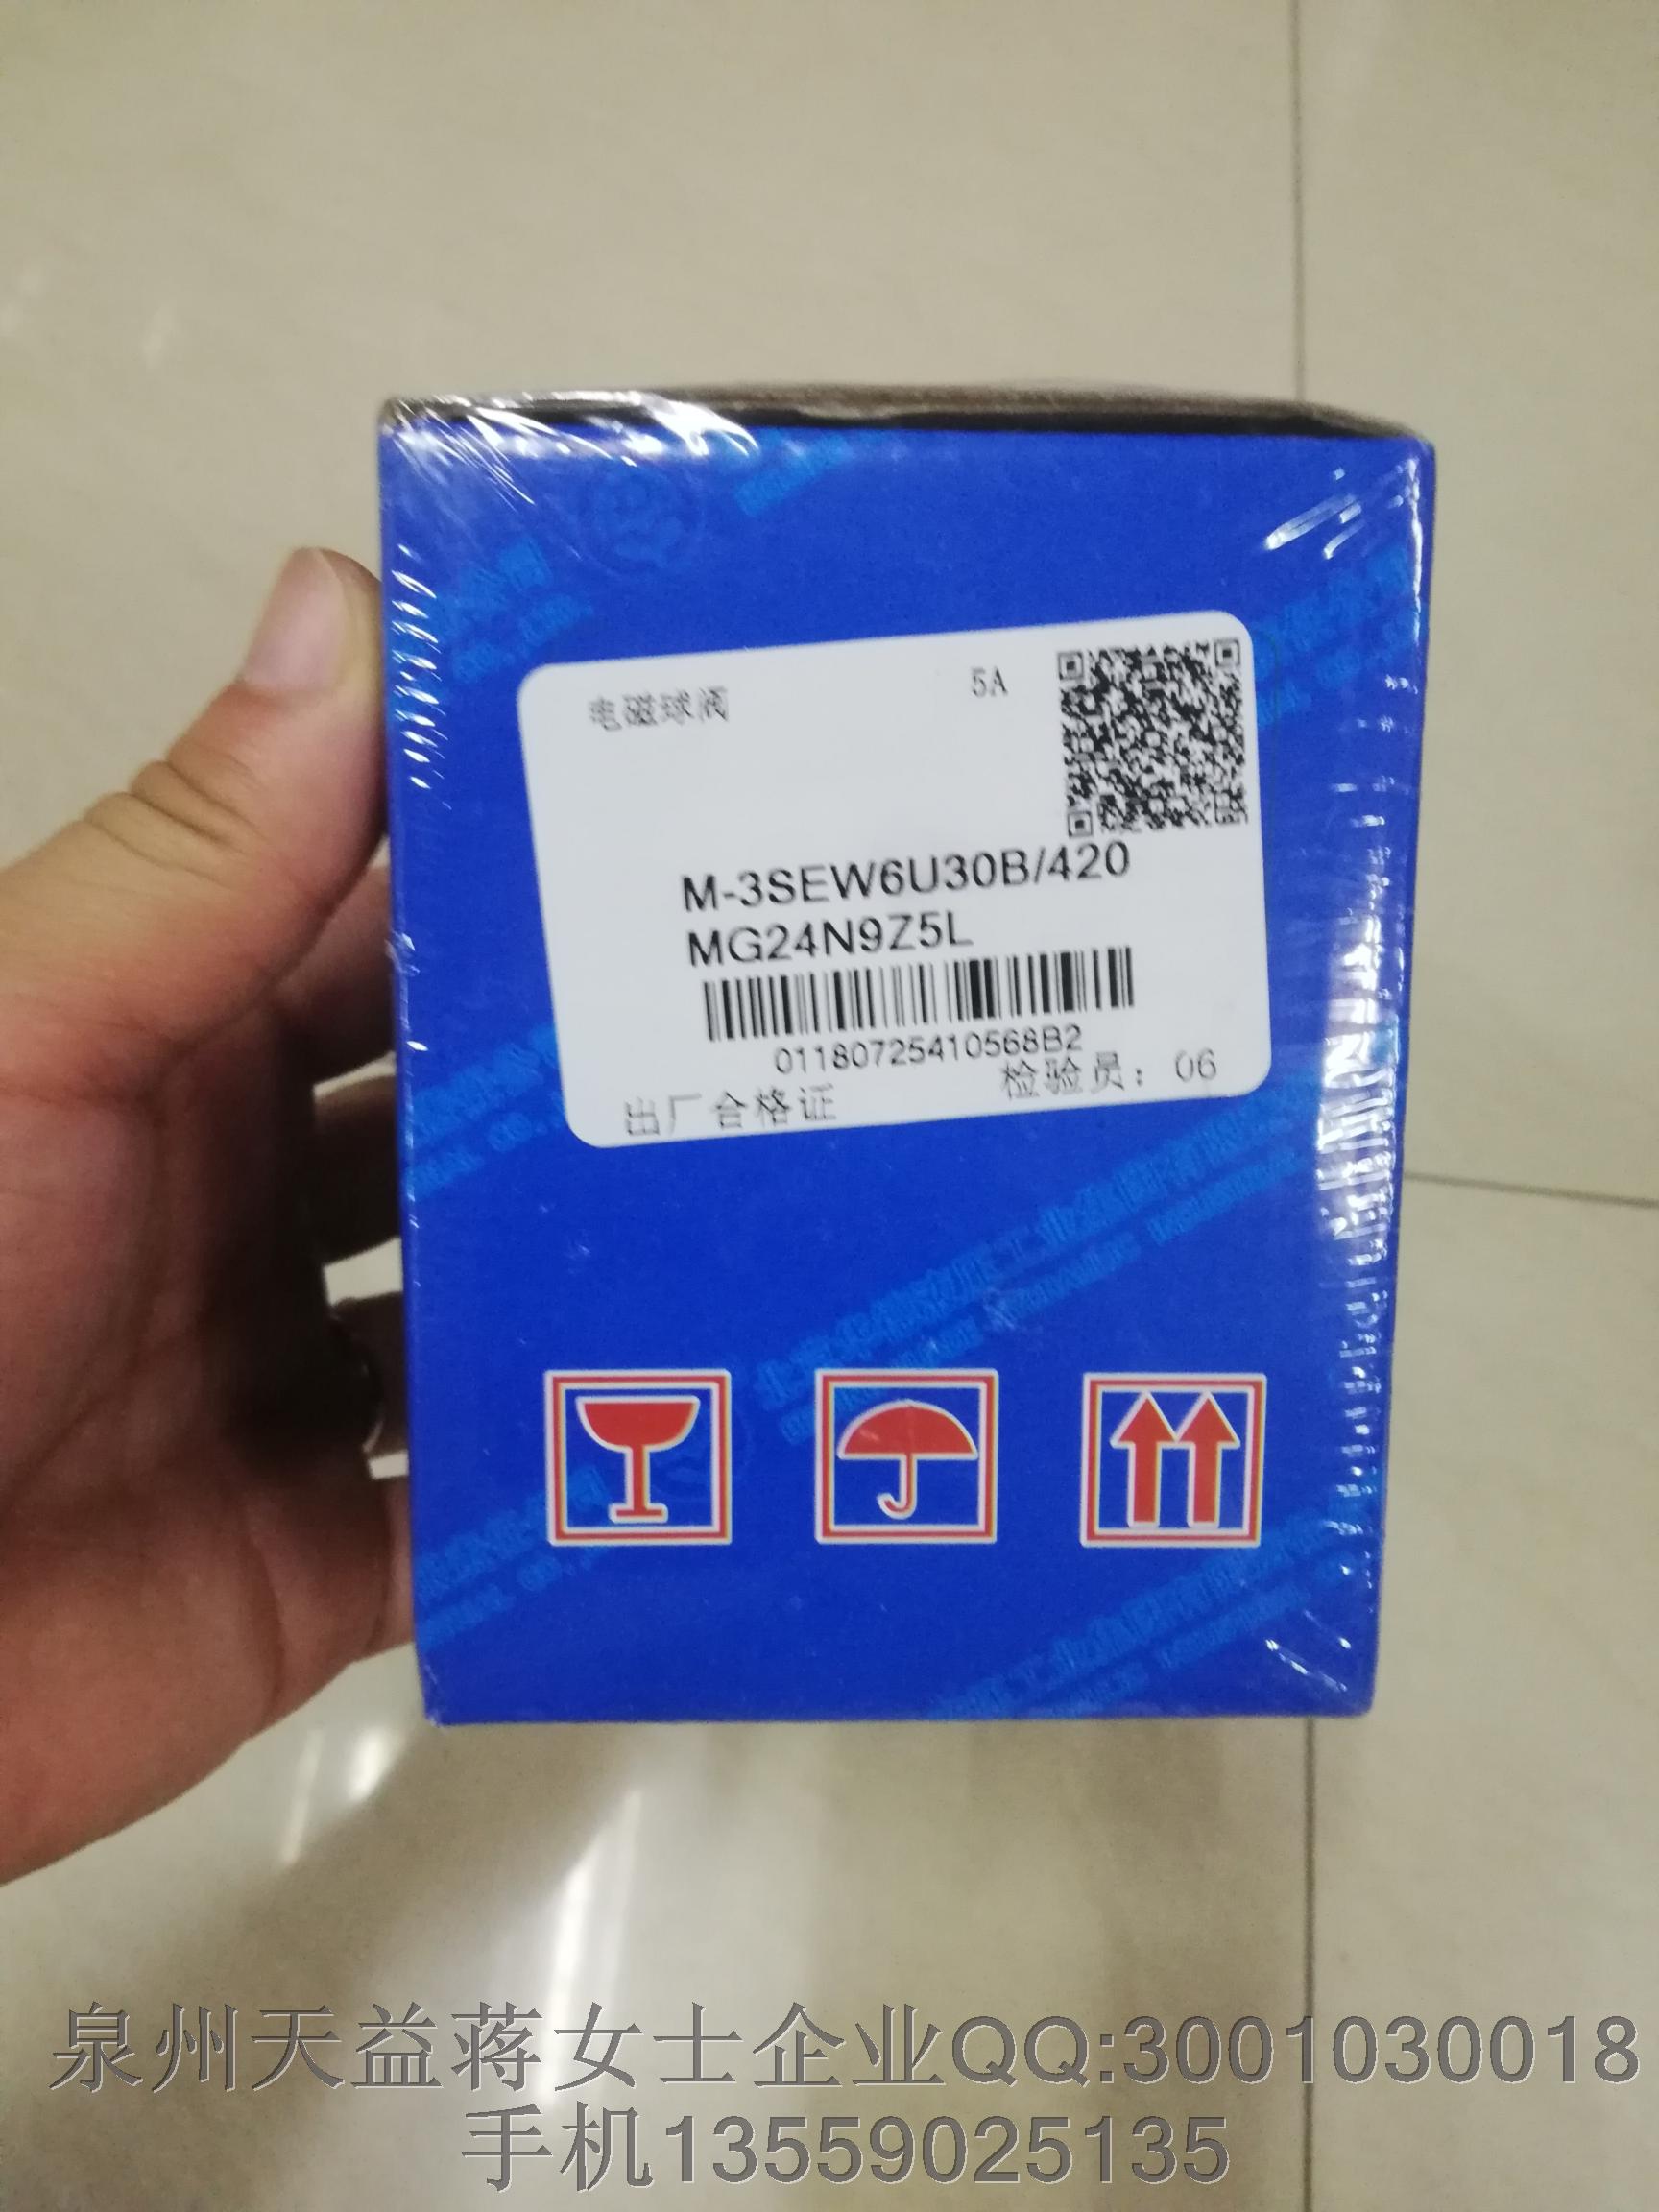 电磁球阀 5A
M-3SEW6U30B/420
MG24N9Z5L
01180725410568B2
出厂合格证 检验员：06
泉州天益蒋女士企业QQ:3001030018
手机13559025135